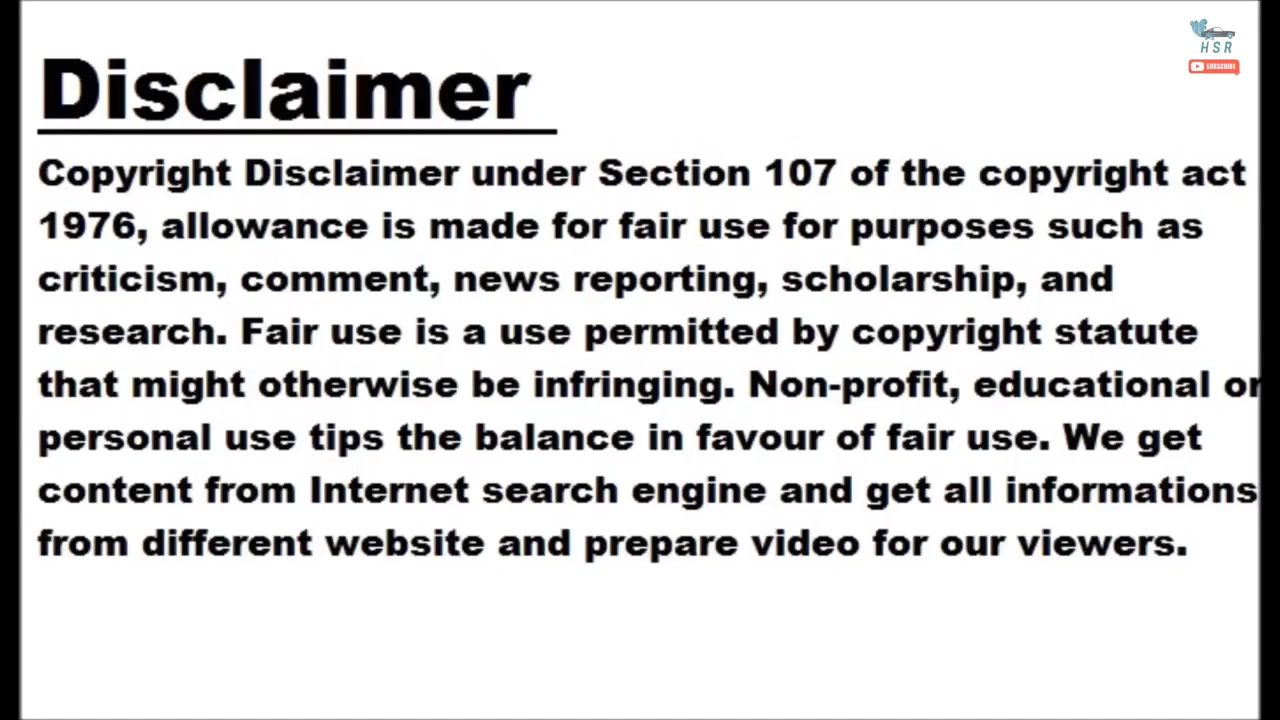 HSR
SUBSCRIBE
Disclaimer
Copyright Disclaimer under Section 107 of the copyright act
1976, allowance is made for fair use for purposes such as
criticism, comment, news reporting, scholarship, and
research. Fair use is a use permitted by copyright statute
that might otherwise be infringing. Non-profit, educational or
personal use tips the balance in favour of fair use. We get
content from Internet search engine and get all informations
from different website and prepare video for our viewers.